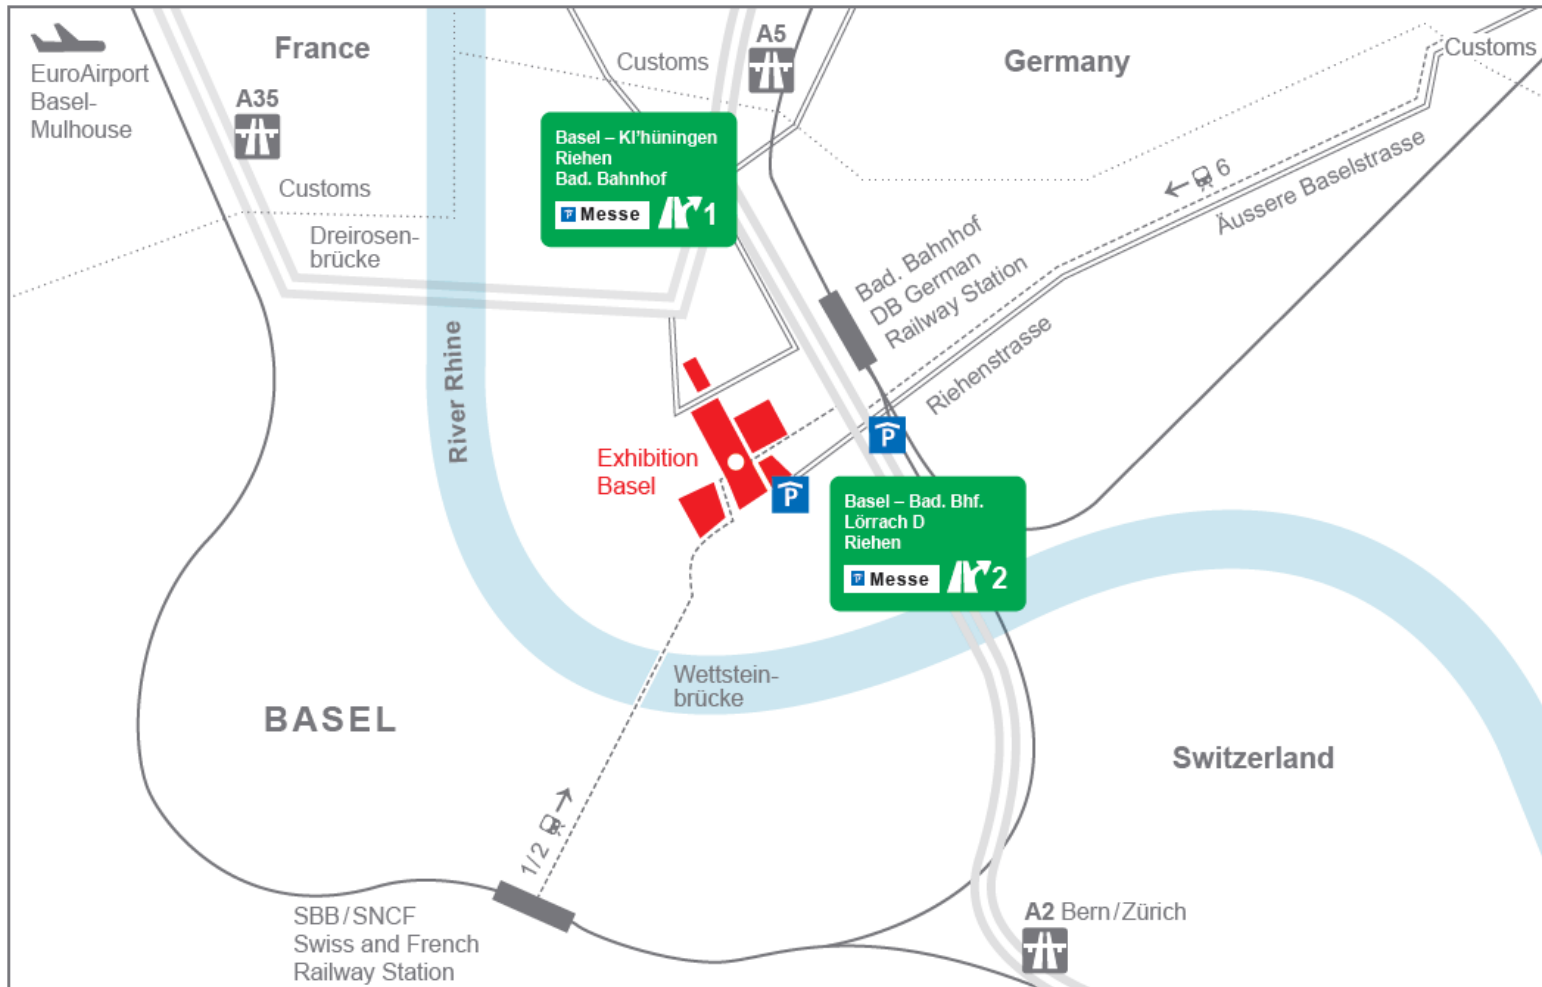 France
A5
Germany
Customs
Customs
EuroAirport
Basel-
Mulhouse
A35
Customs
Basel – Kl'hüningen
Riehen
Bad. Bahnhof
P Messe 1
6
Äussere Baselstrasse
Dreirosen-
brücke
Bad. Bahnhof
DB German
Railway Station
River Rhine
Riehenstrasse
P
Exhibition
Basel
P
Basel – Bad. Bhf.
Lörrach D
Riehen
P Messe 2
Wettstein-
brücke
BASEL
Switzerland
1/2
SBB/SNCF
Swiss and French
Railway Station
A2 Bern/Zürich